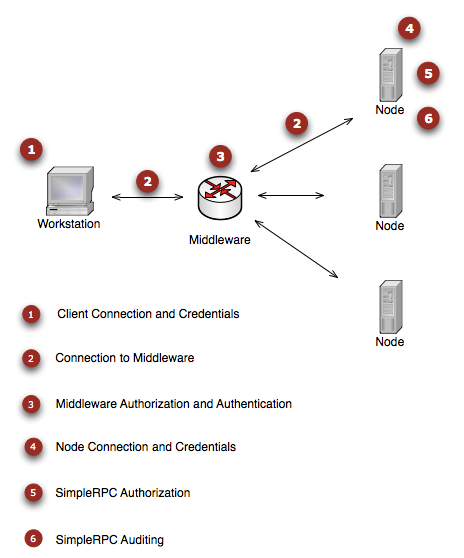 4
5
Node
6
2
1
2
3
Workstation
Middleware
Node
Node
1 Client Connection and Credentials
2 Connection to Middleware
3 Middleware Authorization and Authentication
4 Node Connection and Credentials
5 SimpleRPC Authorization
6 SimpleRPC Auditing